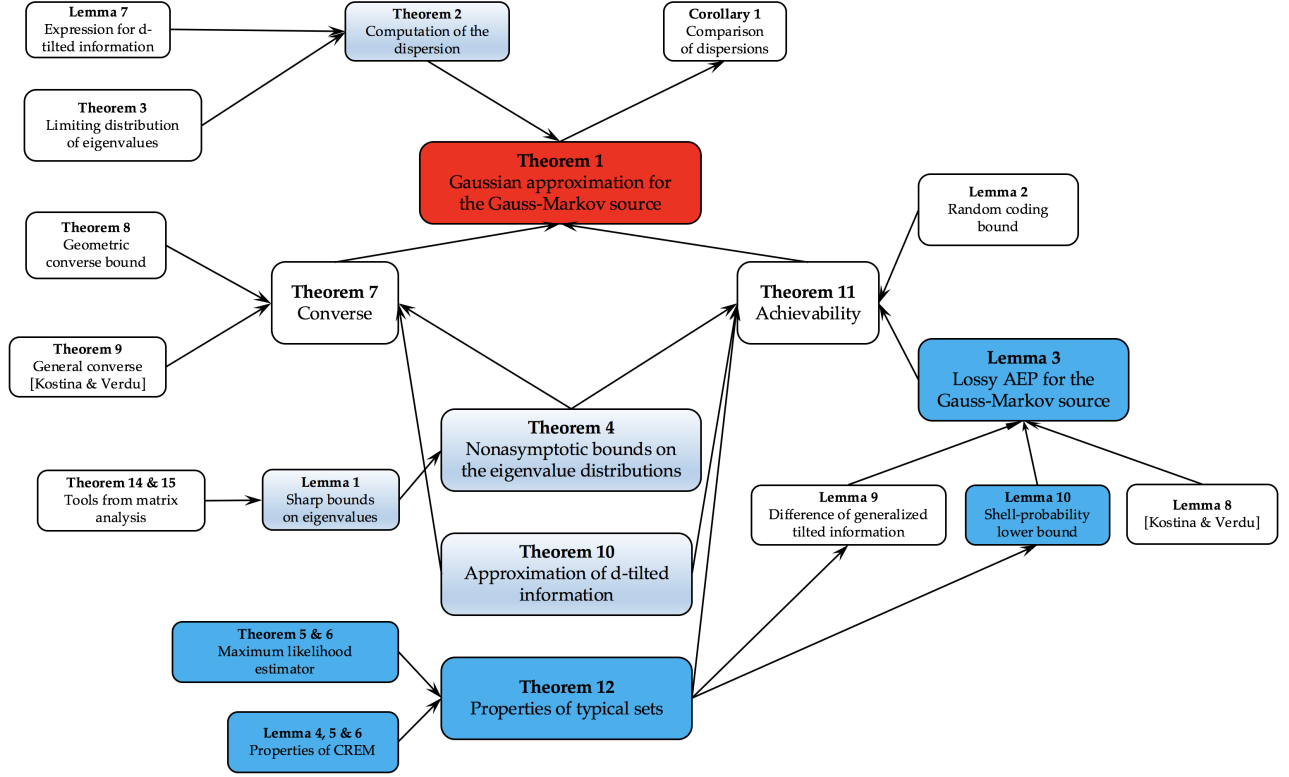 Lemma 7
Expression for d-
tilted information
Theorem 2
Computation of the
dispersion
Corollary 1
Comparison
of dispersions
Theorem 3
Limiting distribution
of eigenvalues
Theorem 1
Gaussian approximation for
the Gauss-Markov source
Lemma 2
Random coding
bound
Theorem 8
Geometric
converse bound
Theorem 7
Converse
Theorem 11
Achievability
Theorem 9
General converse
[Kostina & Verdu]
Lemma 3
Lossy AEP for the
Gauss-Markov source
Theorem 4
Nonasymptotic bounds on
the eigenvalue distributions
Theorem 14 & 15
Tools from matrix
analysis
Lemma 1
Sharp bounds
on eigenvalues
Lemma 9
Difference of generalized
tilted information
Lemma 10
Shell-probability
lower bound
Lemma 8
[Kostina & Verdu]
Theorem 10
Approximation of d-tilted
information
Theorem 5 & 6
Maximum likelihood
estimator
Theorem 12
Properties of typical sets
Lemma 4, 5 & 6
Properties of CREM